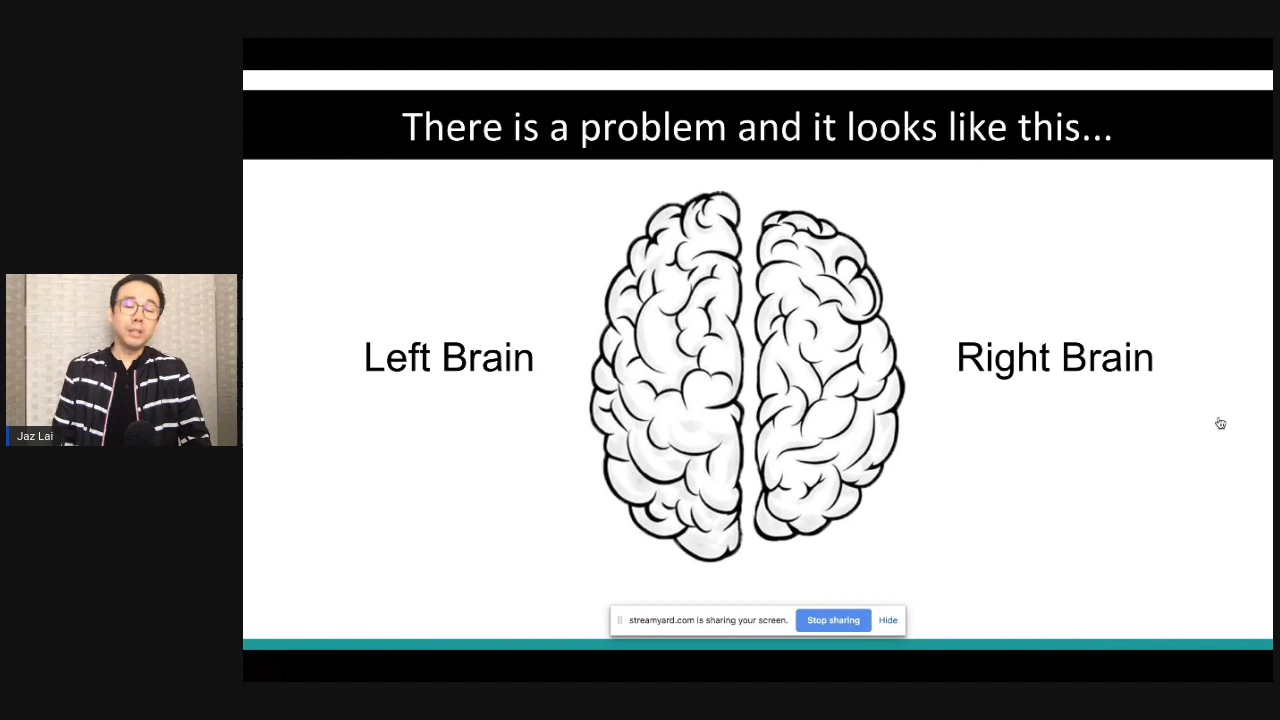 There is a problem and it looks like this...
Left Brain
Right Brain
Jaz Lai
streamyard.com is sharing your screen. Stop sharing Hide